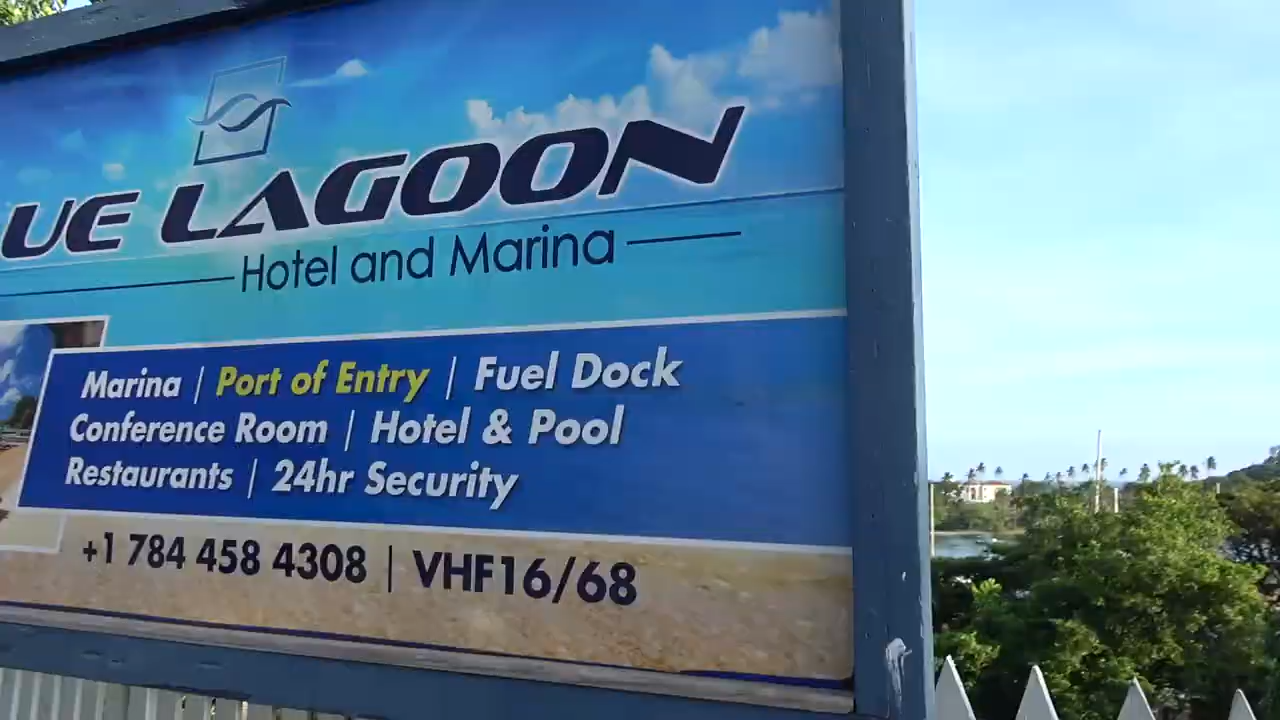 UE LAGOON
Hotel and Marina
Marina | Port of Entry | Fuel Dock
Conference Room | Hotel & Pool
Restaurants | 24hr Security
+1 784 458 4308 | VHF16/68